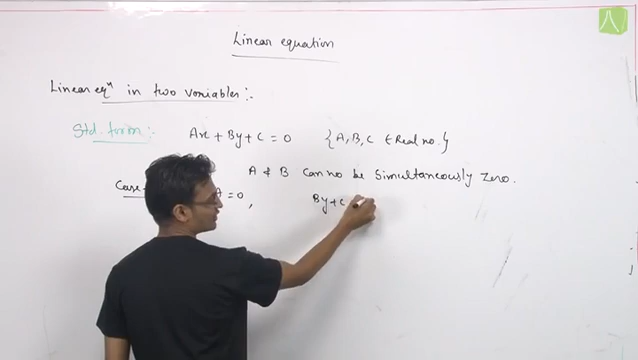 Linear equation
Linear eqⁿ in two variables :-
Std. form :- Ax + By + C = 0 {A, B, C ∈ Real no.}
A & B Can no be Simultaneously Zero.
Case A = 0, By + C